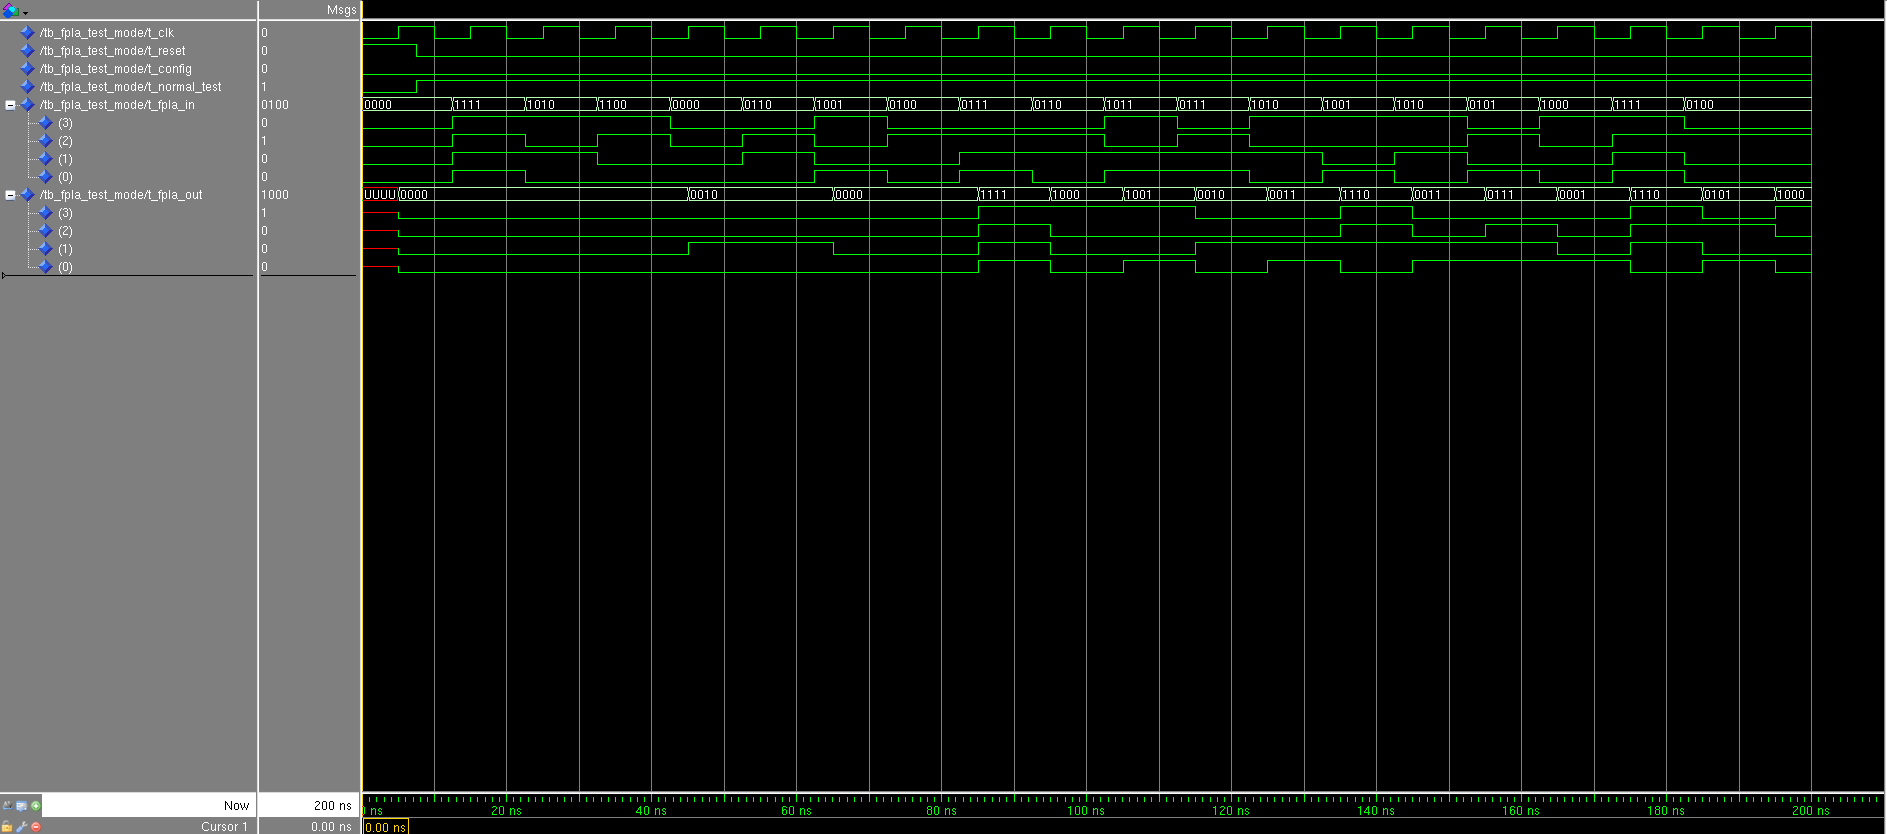 Msgs
/tb_fpla_test_mode/t_clk 0
/tb_fpla_test_mode/t_reset 0
/tb_fpla_test_mode/t_config 0
/tb_fpla_test_mode/t_normal_test 1
/tb_fpla_test_mode/t_fpla_in 0100 0000 1111 1010 1100 0000 0110 1001 0100 0111 0110 1011 0111 1010 1001 1010 0101 1000 1111 0100
(3) 0
(2) 1
(1) 0
(0) 0
/tb_fpla_test_mode/t_fpla_out 1000 UUUU 0000 0010 0000 1111 1000 1001 0010 0011 1110 0011 0111 0001 1110 0101 1000
(3) 1
(2) 0
(1) 0
(0) 0
Now 200 ns ns 20 ns 40 ns 60 ns 80 ns 100 ns 120 ns 140 ns 160 ns 180 ns 200 ns
Cursor 1 0.00 ns 0.00 ns